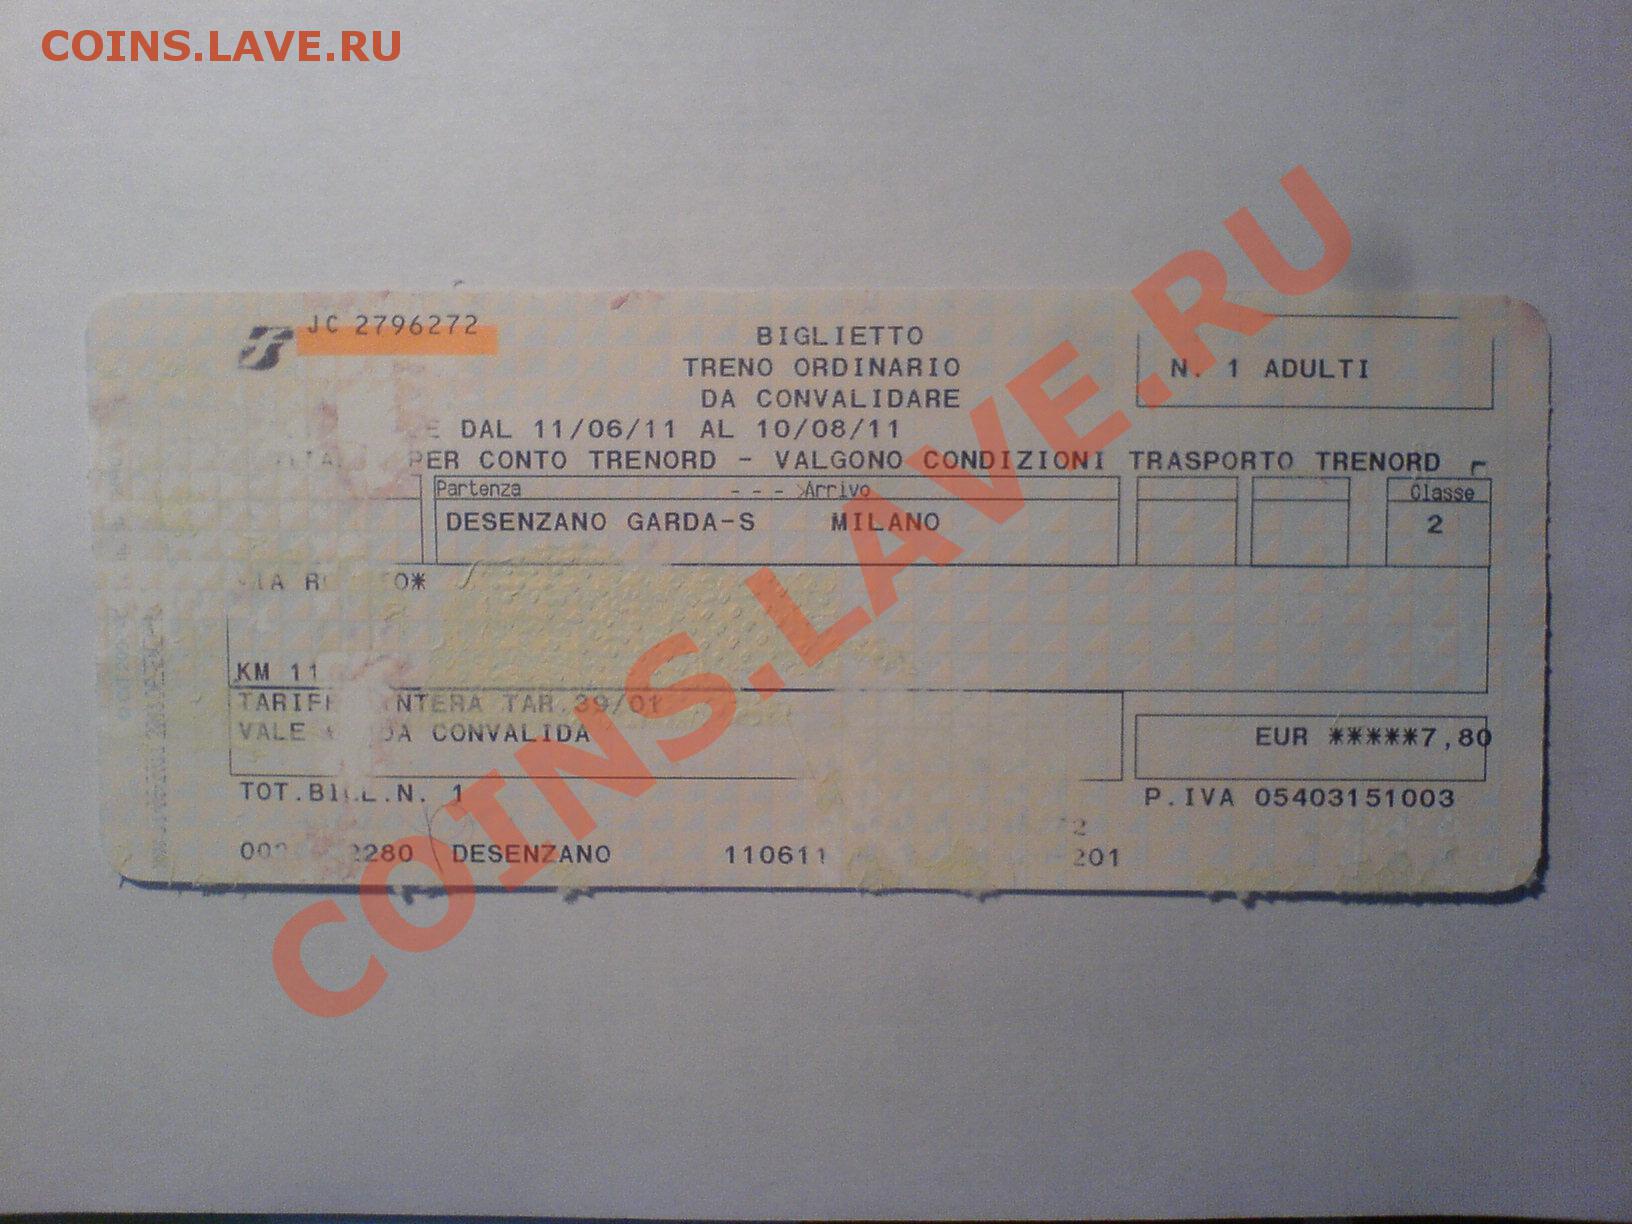 COINS.LAVE.RU
JC 2796272
BIGLIETTO
TRENO ORDINARIO
N. 1 ADULTI
DA CONVALIDARE
DAL 11/06/11 AL 10/08/11
PER CONTO TRENORD - VALGONO CONDIZIONI TRASPORTO TRENORD
Partenza - - - >Arrivo Classe
DESENZANO GARDA-S MILANO 2
KM 11
TAR.39/01
VALE DA CONVALIDA
EUR *****7,80
TOT.BIGL.N. 1
P.IVA 05403151003
2280 DESENZANO 110611 201
COINS.LAVE.RU